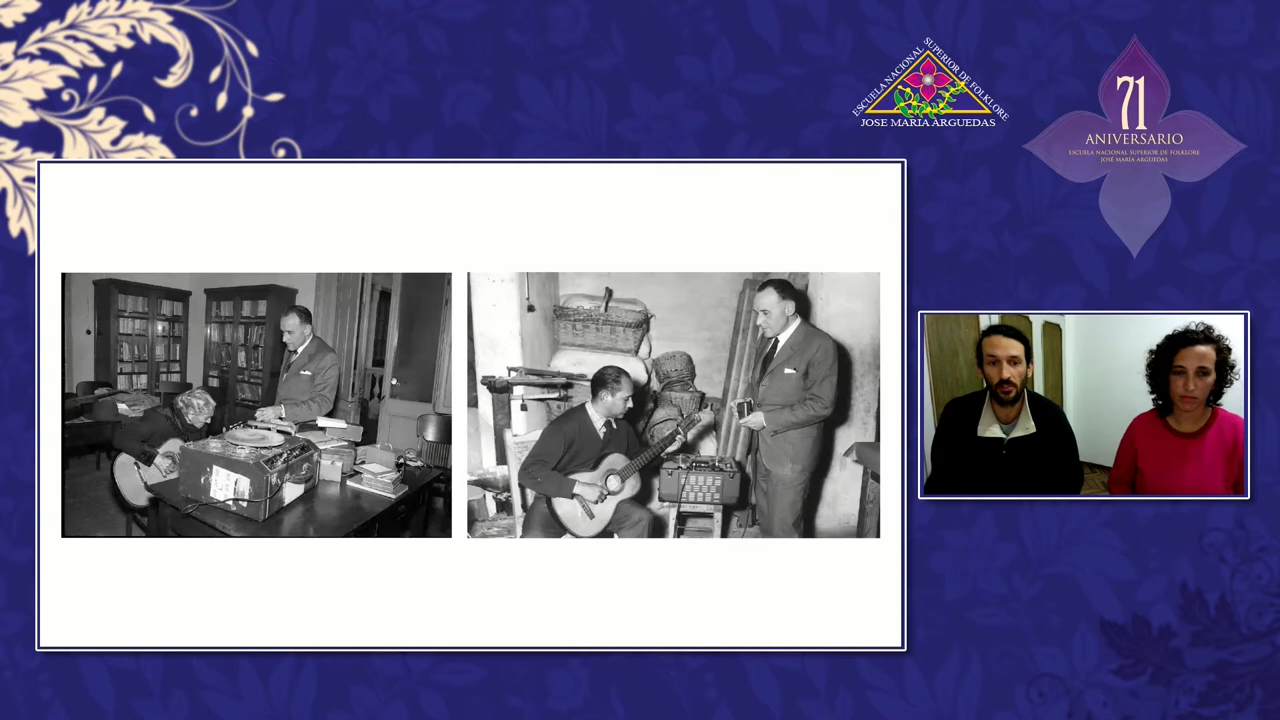 ESCUELA NACIONAL SUPERIOR DE FOLKLORE
JOSE MARIA ARGUEDAS
71
ANIVERSARIO
ESCUELA NACIONAL SUPERIOR DE FOLKLORE
JOSÉ MARÍA ARGUEDAS